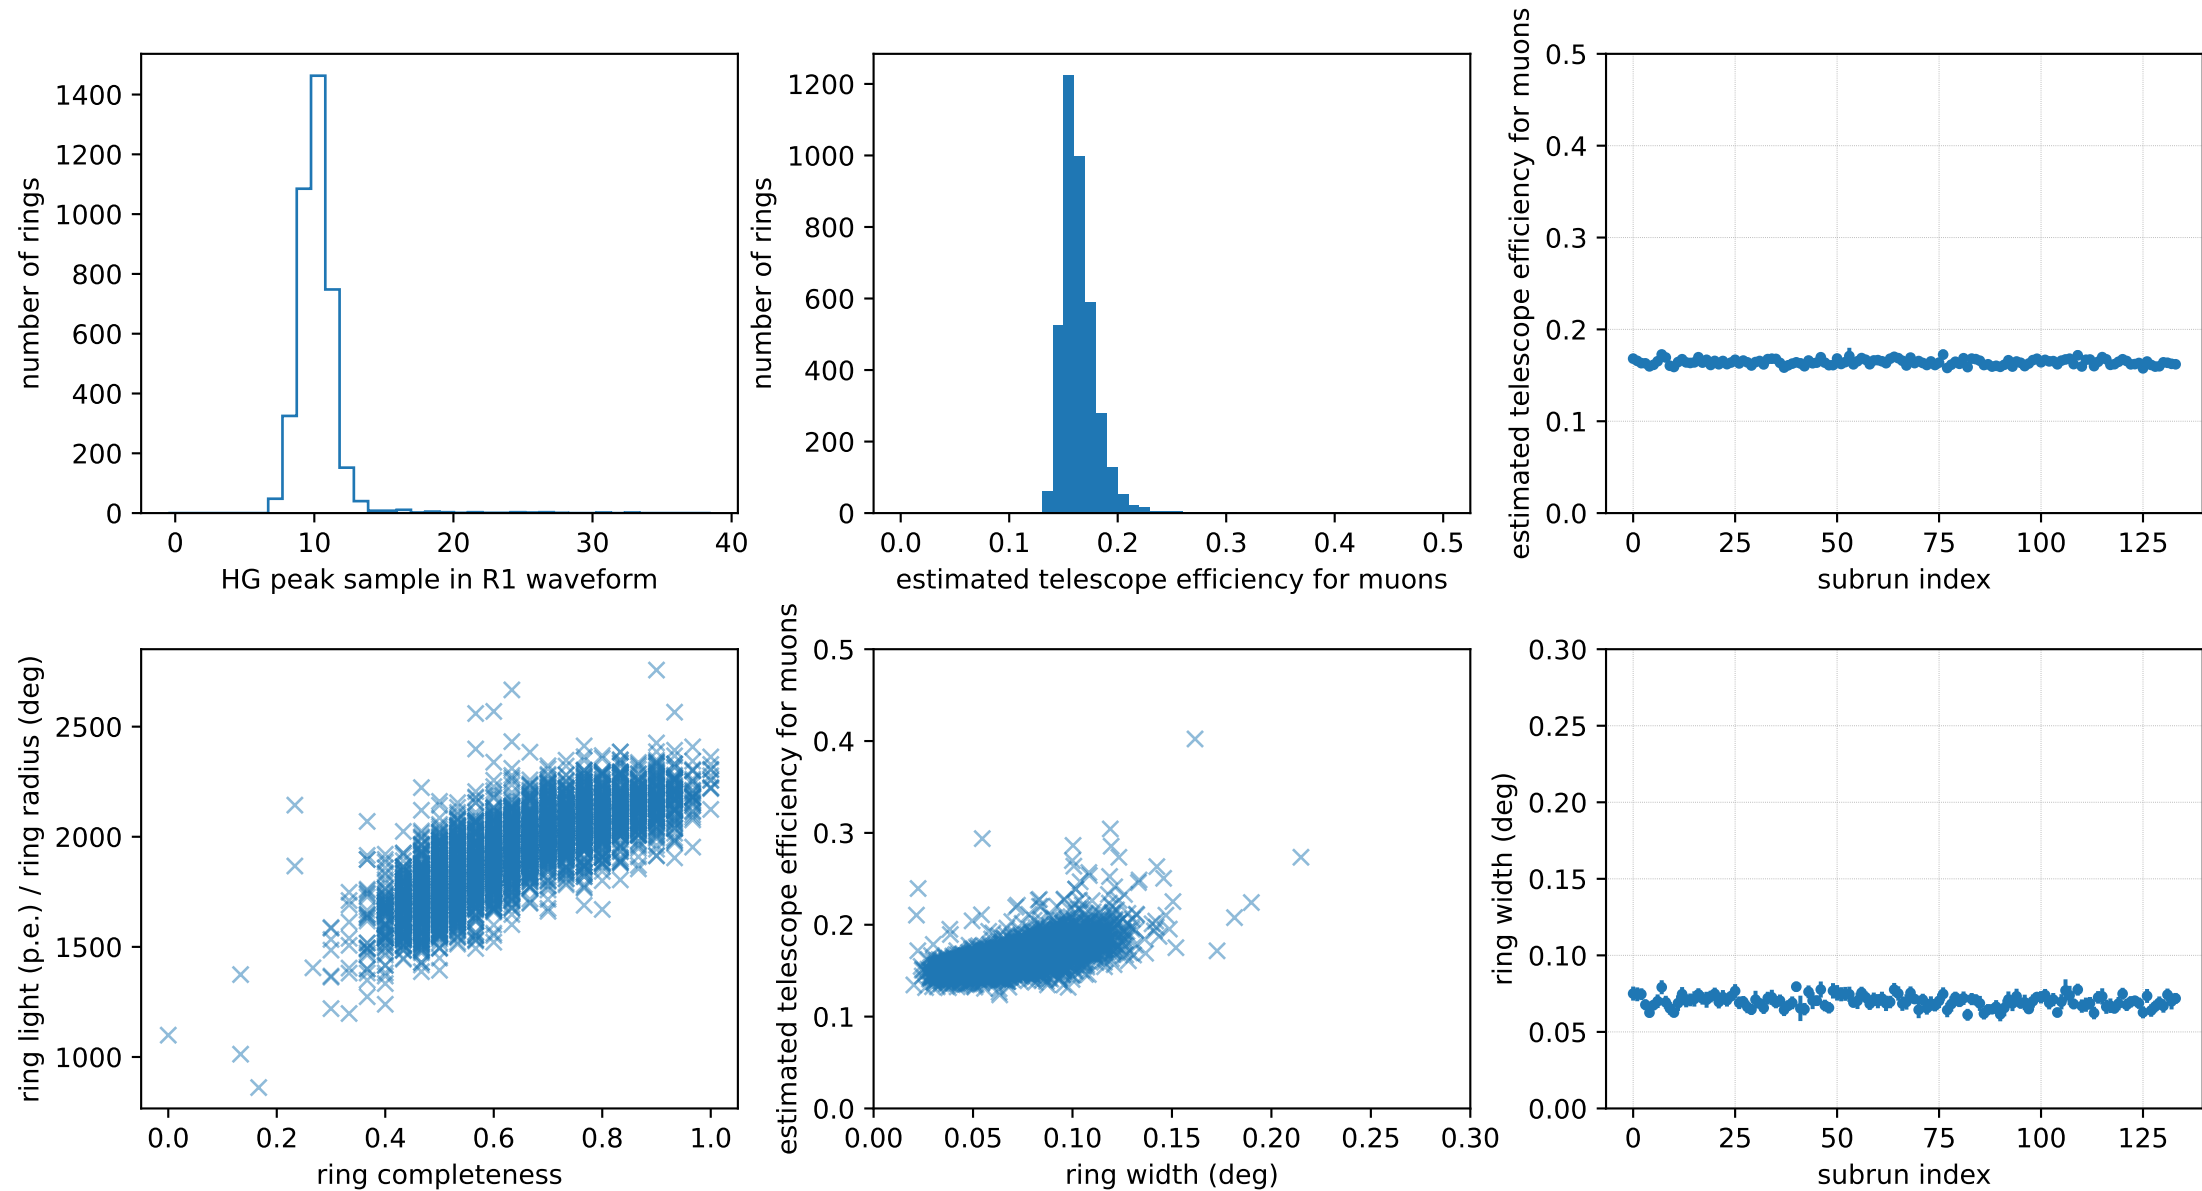 number of rings
1400
1200
1000
800
600
400
200
0
0 10 20 30 40
HG peak sample in R1 waveform
number of rings
1200
1000
800
600
400
200
0
0.0 0.1 0.2 0.3 0.4 0.5
estimated telescope efficiency for muons
estimated telescope efficiency for muons
0.5
0.4
0.3
0.2
0.1
0.0
0 25 50 75 100 125
subrun index
ring light (p.e.) / ring radius (deg)
2500
2000
1500
1000
0.0 0.2 0.4 0.6 0.8 1.0
ring completeness
estimated telescope efficiency for muons
0.5
0.4
0.3
0.2
0.1
0.0
0.00 0.05 0.10 0.15 0.20 0.25 0.30
ring width (deg)
ring width (deg)
0.30
0.25
0.20
0.15
0.10
0.05
0.00
0 25 50 75 100 125
subrun index